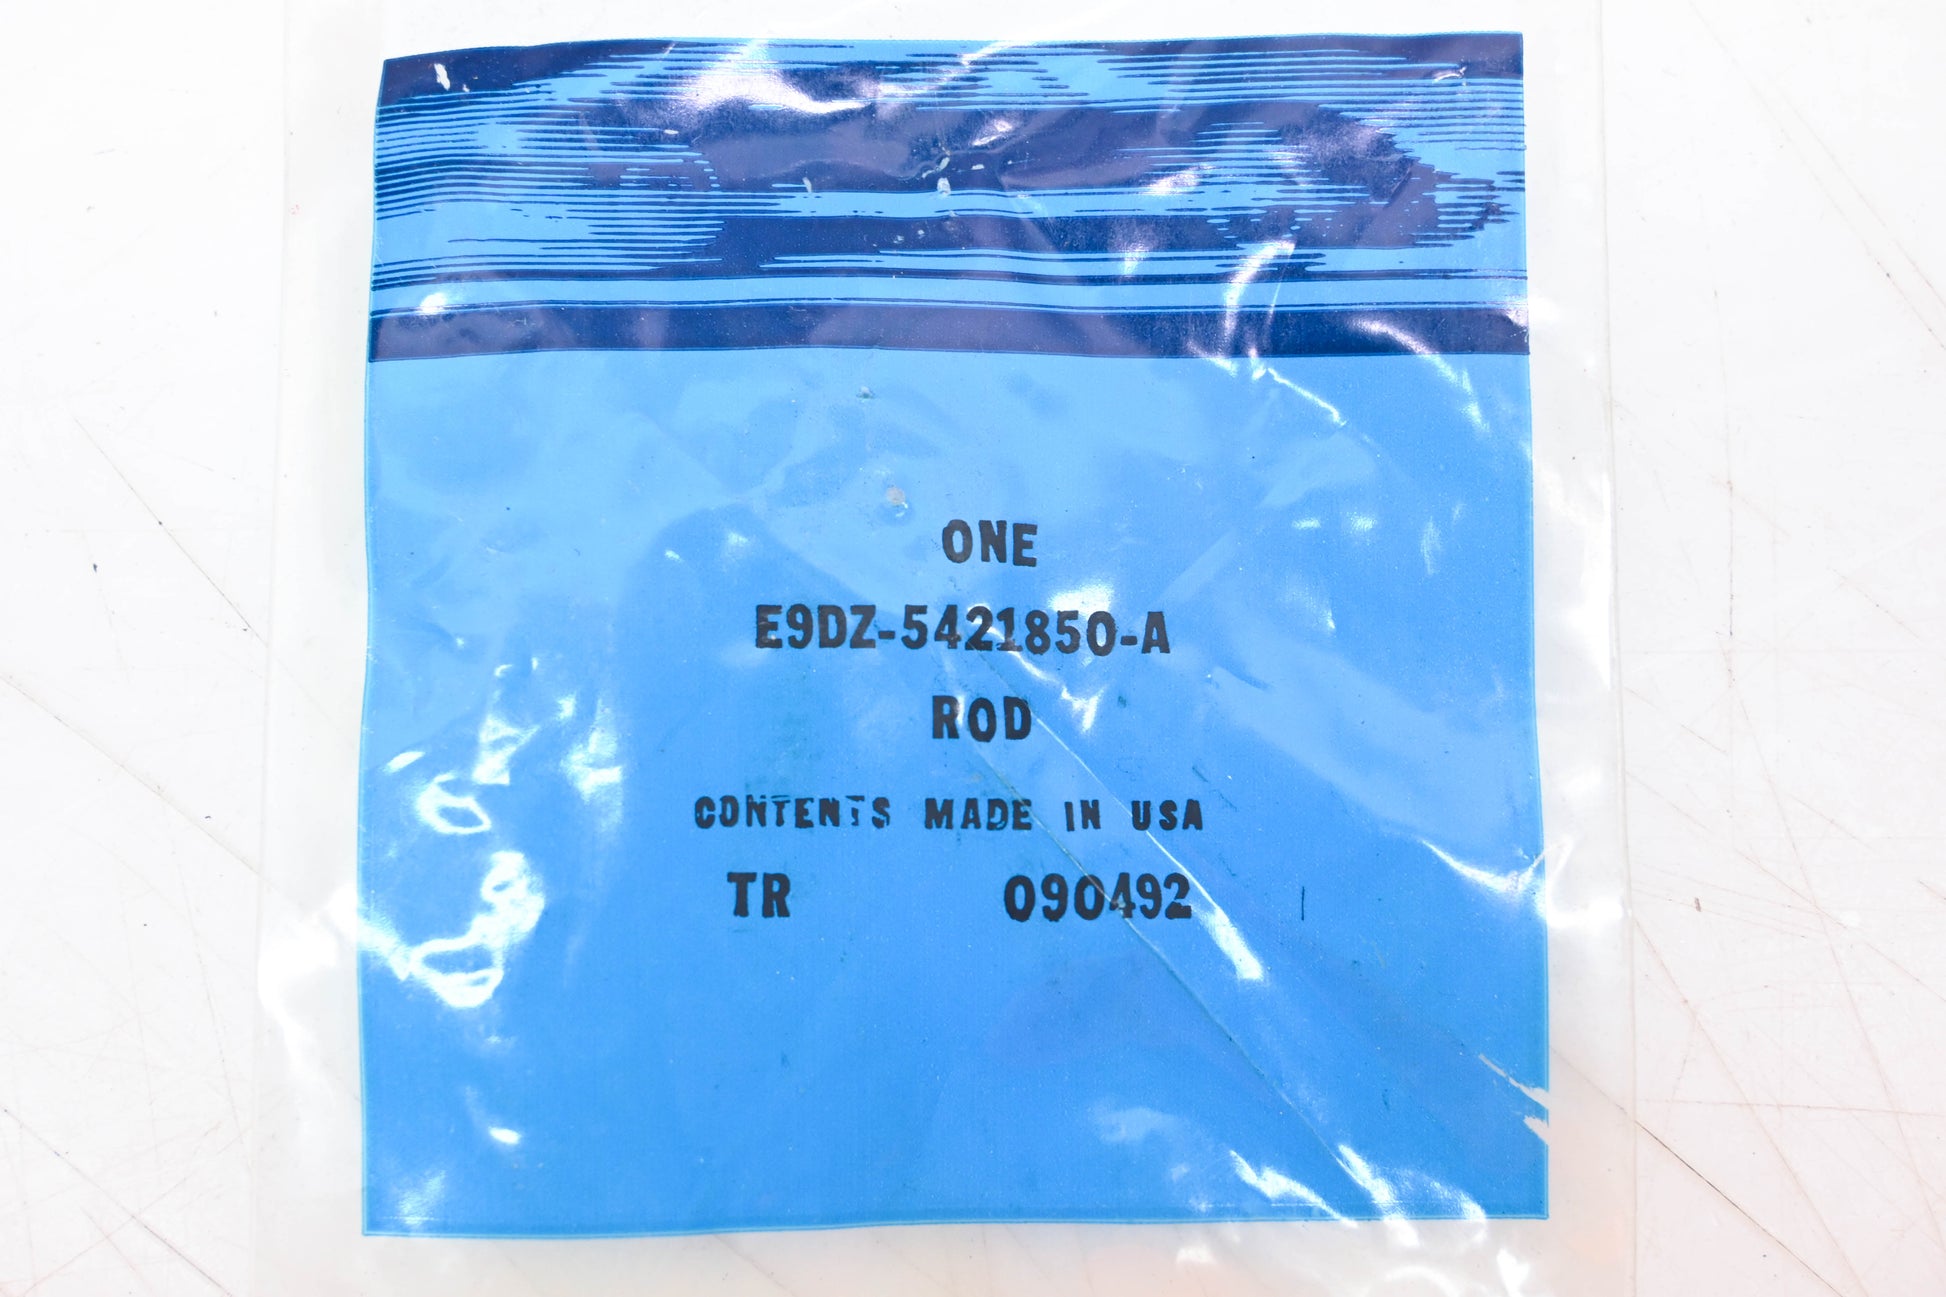 ONE
E9DZ-5421850-A
ROD
CONTENTS MADE IN USA
TR 090492